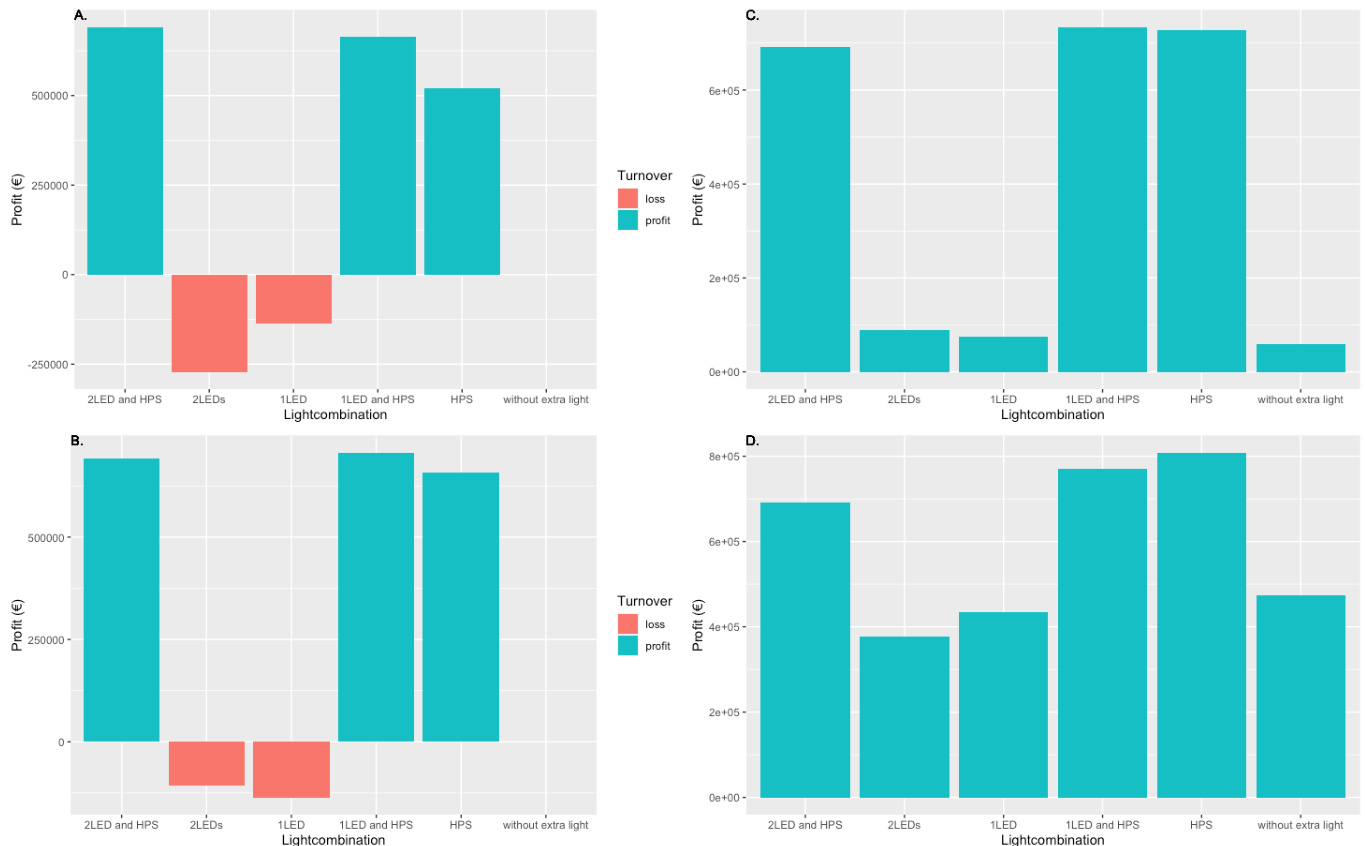 A.
Profit (€)
500000
250000
0
-250000
2LED and HPS 2LEDs 1LED 1LED and HPS HPS without extra light
Lightcombination
Turnover
loss
profit
C.
Profit (€)
6e+05
4e+05
2e+05
0e+00
2LED and HPS 2LEDs 1LED 1LED and HPS HPS without extra light
Lightcombination
B.
Profit (€)
500000
250000
0
2LED and HPS 2LEDs 1LED 1LED and HPS HPS without extra light
Lightcombination
Turnover
loss
profit
D.
Profit (€)
8e+05
6e+05
4e+05
2e+05
0e+00
2LED and HPS 2LEDs 1LED 1LED and HPS HPS without extra light
Lightcombination